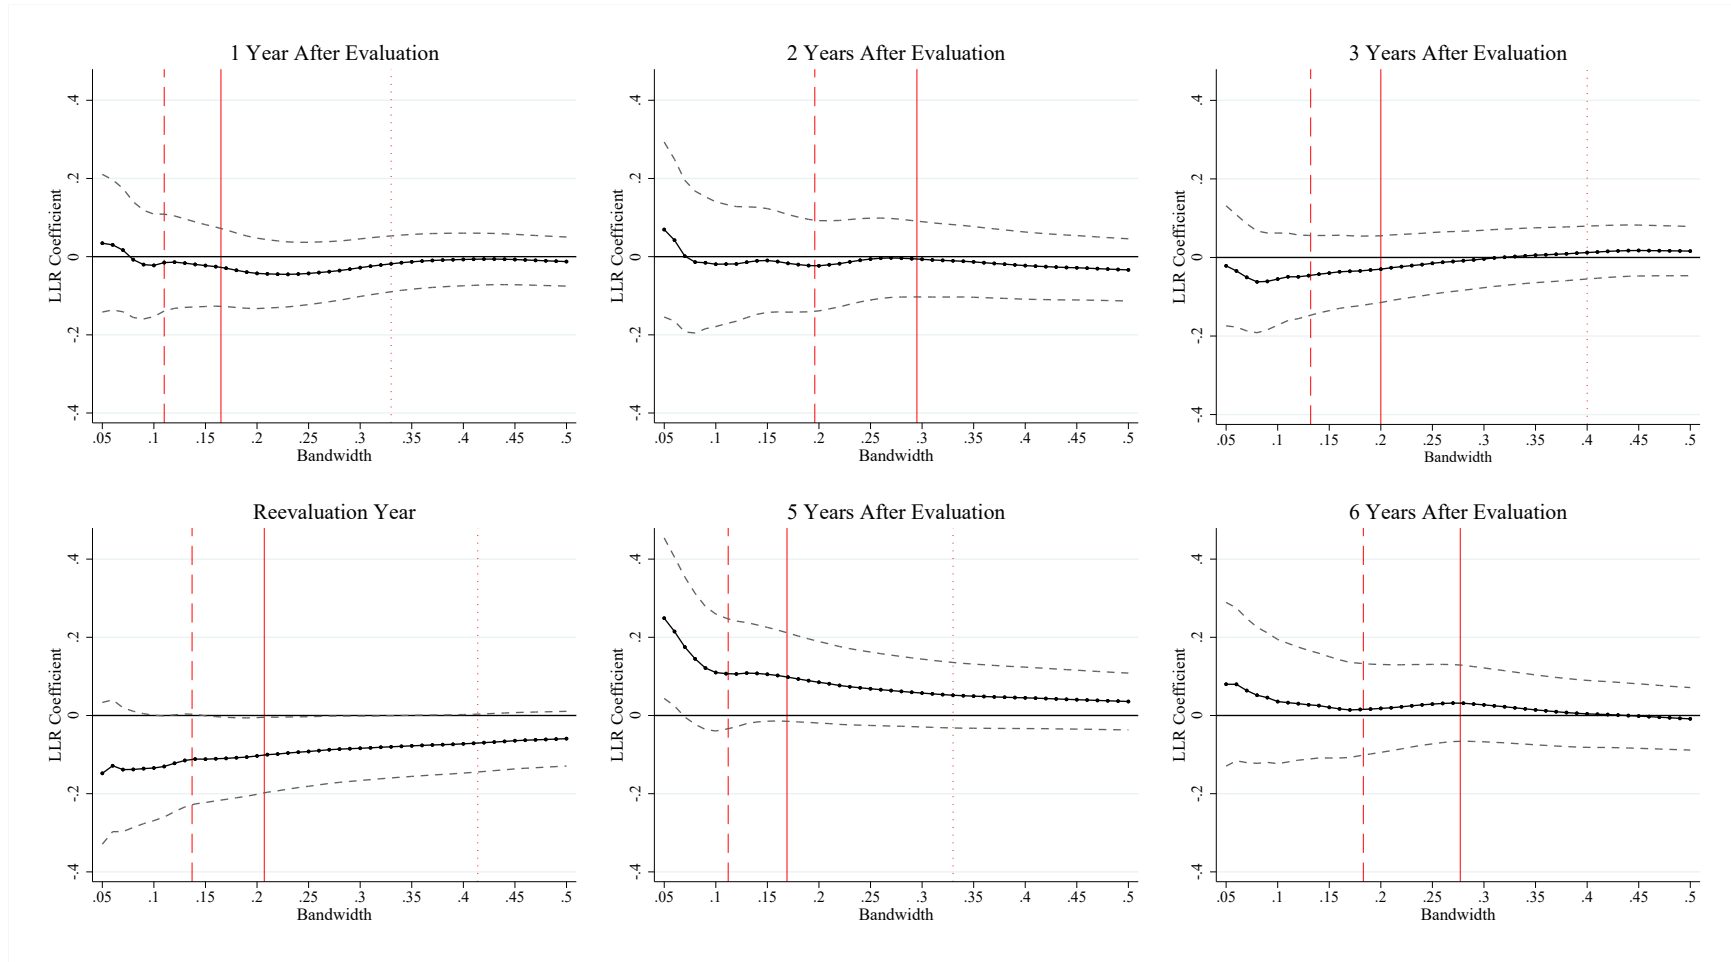 1 Year After Evaluation
LLR Coefficient
.4
.2
0
-.2
-.4
.05 .1 .15 .2 .25 .3 .35 .4 .45 .5
Bandwidth
2 Years After Evaluation
LLR Coefficient
.4
.2
0
-.2
-.4
.05 .1 .15 .2 .25 .3 .35 .4 .45 .5
Bandwidth
3 Years After Evaluation
LLR Coefficient
.4
.2
0
-.2
-.4
.05 .1 .15 .2 .25 .3 .35 .4 .45 .5
Bandwidth
Reevaluation Year
LLR Coefficient
.4
.2
0
-.2
-.4
.05 .1 .15 .2 .25 .3 .35 .4 .45 .5
Bandwidth
5 Years After Evaluation
LLR Coefficient
.4
.2
0
-.2
-.4
.05 .1 .15 .2 .25 .3 .35 .4 .45 .5
Bandwidth
6 Years After Evaluation
LLR Coefficient
.4
.2
0
-.2
-.4
.05 .1 .15 .2 .25 .3 .35 .4 .45 .5
Bandwidth